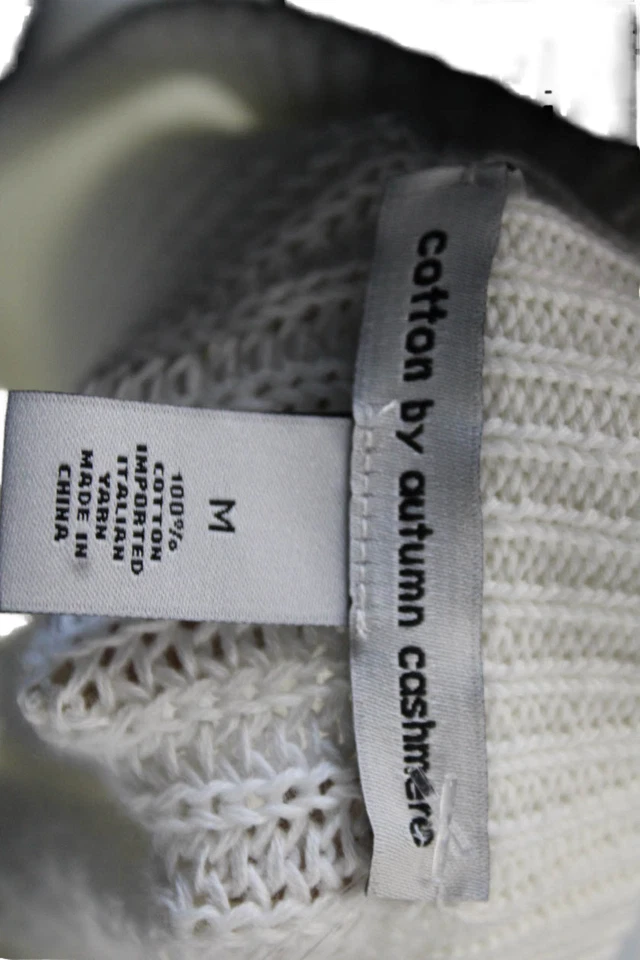 cotton by autumn cashmere
M
100%
COTTON
IMPORTED
ITALIAN
YARN
MADE IN
CHINA